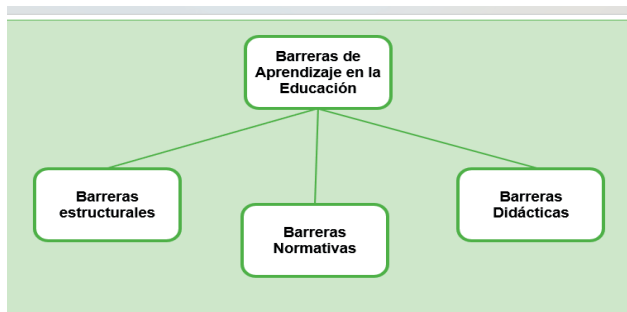 Barreras de
Aprendizaje en la
Educación
Barreras
estructurales
Barreras
Normativas
Barreras
Didácticas